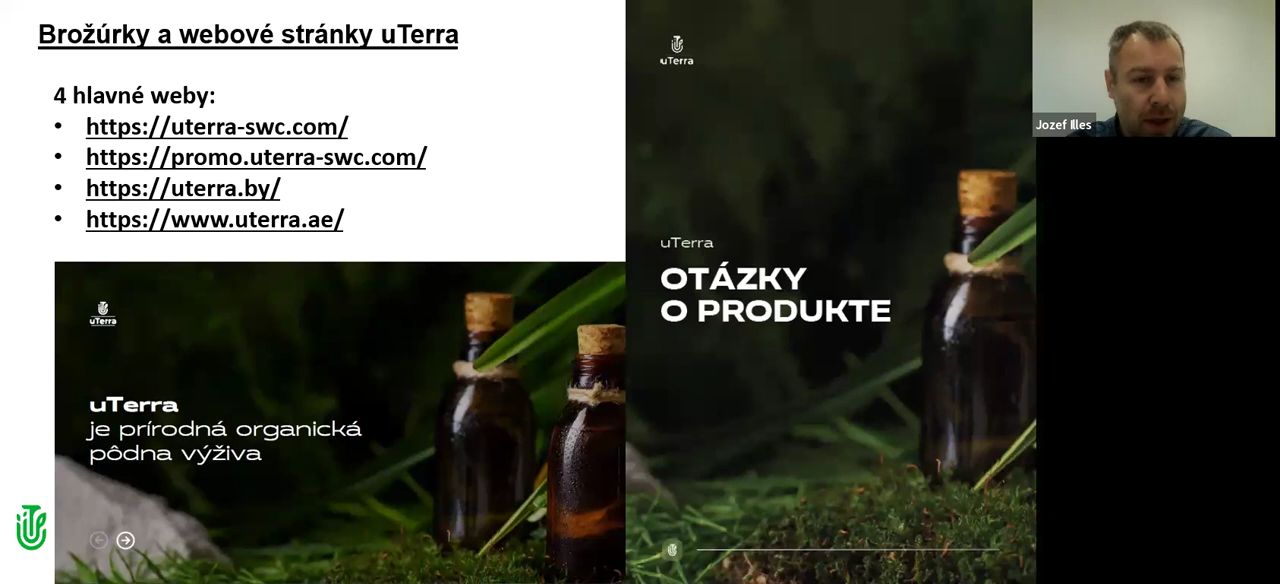 Brožúrky a webové stránky uTerra
4 hlavné weby:
• https://uterra-swc.com/
• https://promo.uterra-swc.com/
• https://uterra.by/
• https://www.uterra.ae/
uTerra
uTerra
je prírodná organická
pôdna výživa
uTerra
uTerra
OTÁZKY
O PRODUKTE
Jozef Illes